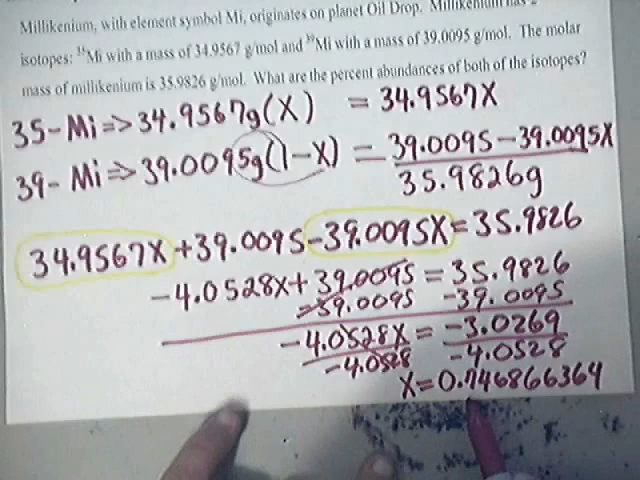 Millikenium, with element symbol Mi, originates on planet Oil Drop. Millikenium has 2
isotopes: ³⁵Mi with a mass of 34.9567 g/mol and ³⁹Mi with a mass of 39.0095 g/mol. The molar
mass of millikenium is 35.9826 g/mol. What are the percent abundances of both of the isotopes?
35-Mi => 34.9567g(X) = 34.9567X
39-Mi => 39.0095g(1-X) = 39.0095-39.0095X
35.9826g
34.9567X+39.0095-39.0095X=35.9826
-4.0528X+39.0095=35.9826
-39.0095 -39.0095
-4.0528X = -3.0269
-4.0528 -4.0528
X=0.746866364